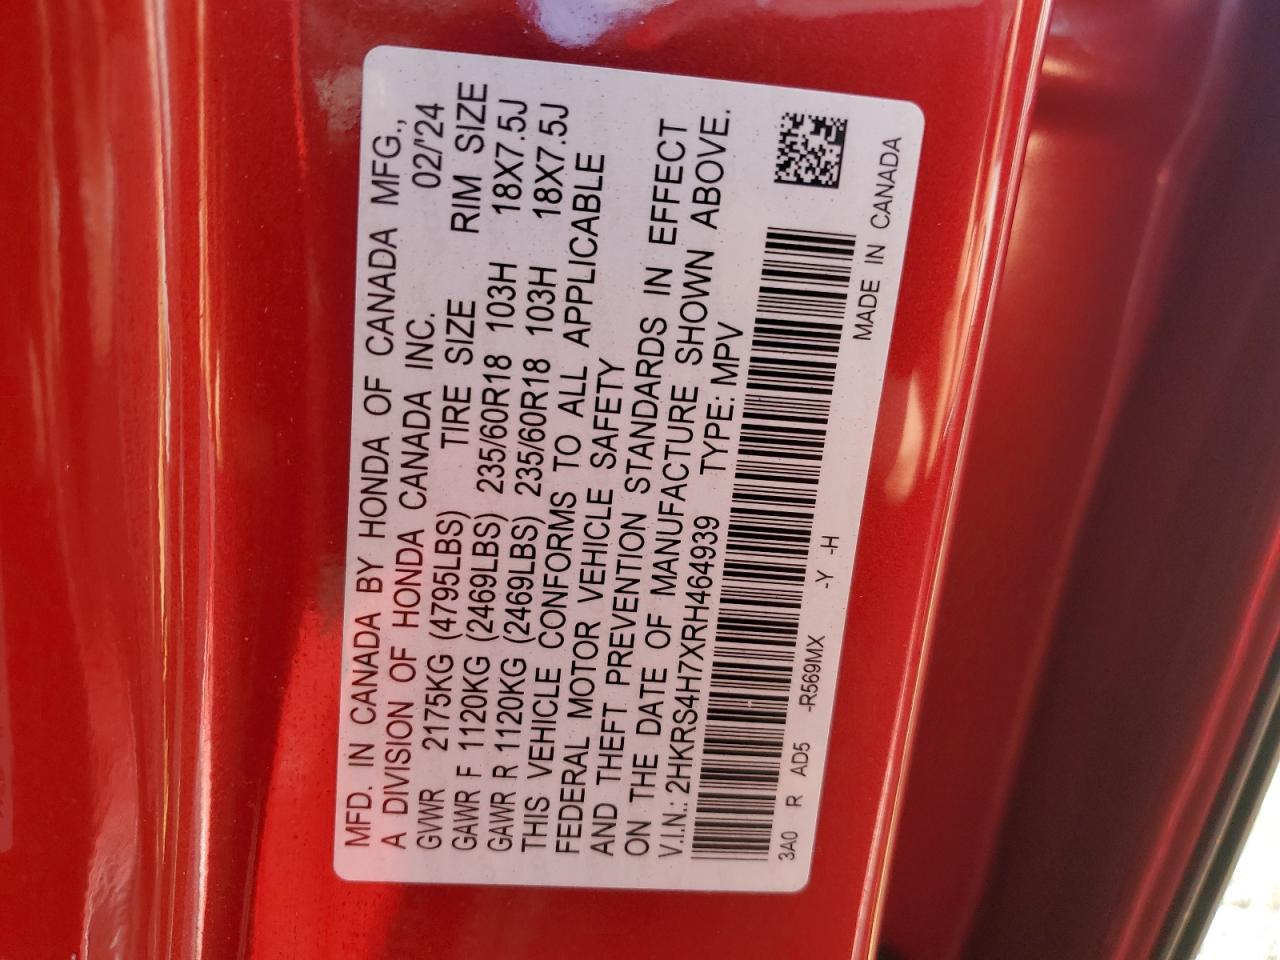 MFD. IN CANADA BY HONDA OF CANADA MFG.,
A DIVISION OF HONDA CANADA INC. 02/'24
GVWR 2175KG (4795LBS) TIRE SIZE RIM SIZE
GAWR F 1120KG (2469LBS) 235/60R18 103H 18X7.5J
GAWR R 1120KG (2469LBS) 235/60R18 103H 18X7.5J
THIS VEHICLE CONFORMS TO ALL APPLICABLE
FEDERAL MOTOR VEHICLE SAFETY
AND THEFT PREVENTION STANDARDS IN EFFECT
ON THE DATE OF MANUFACTURE SHOWN ABOVE.
V.I.N.: 2HKRS4H7XRH464939 TYPE: MPV
3A0 R AD5 -R569MX -Y -H
MADE IN CANADA